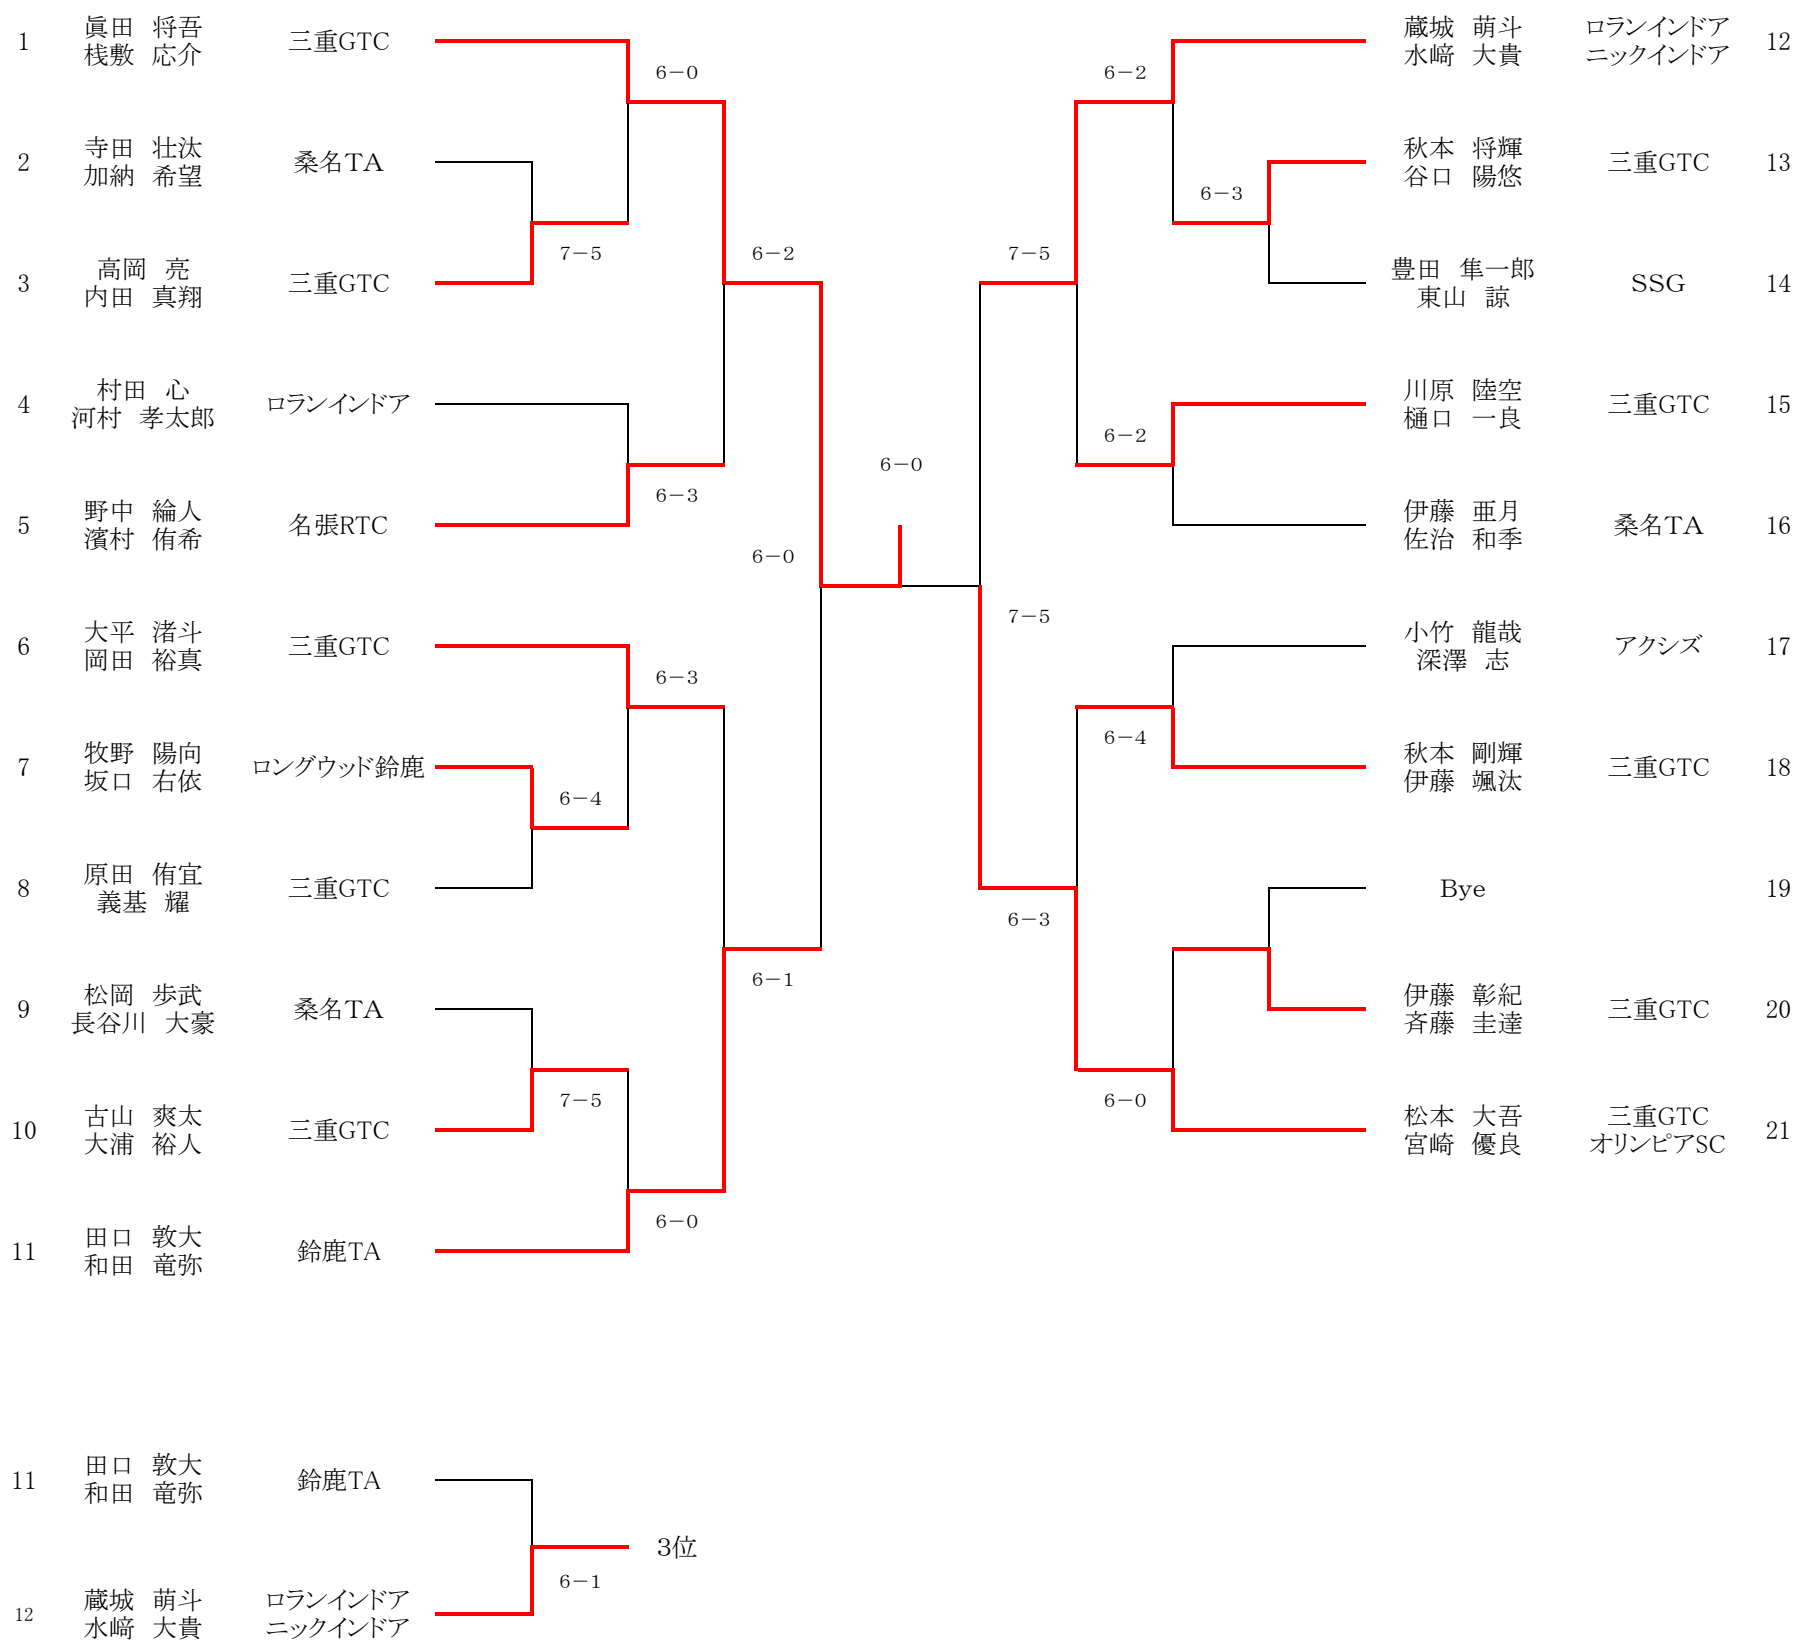 1 眞田 将吾 三重GTC
桟敷 応介
6－0
2 寺田 壮汰 桑名TA
加納 希望
7－5
3 高岡 亮 三重GTC
内田 真翔
6－2
4 村田 心 ロランインドア
河村 孝太郎
6－3
5 野中 綸人 名張RTC
濱村 侑希
6－0
6 大平 渚斗 三重GTC
岡田 裕真
6－3
7 牧野 陽向 ロングウッド鈴鹿
坂口 右依
6－4
8 原田 侑宜 三重GTC
義基 耀
6－1
9 松岡 歩武 桑名TA
長谷川 大豪
7－5
10 古山 爽太 三重GTC
大浦 裕人
6－0
11 田口 敦大 鈴鹿TA
和田 竜弥
6－0
蔵城 萌斗 ロランインドア 12
水﨑 大貴 ニックインドア
6－2
秋本 将輝 三重GTC 13
谷口 陽悠
6－3
豊田 隼一郎 SSG 14
東山 諒
7－5
川原 陸空 三重GTC 15
樋口 一良
6－2
伊藤 亜月 桑名TA 16
佐治 和季
7－5
小竹 龍哉 アクシズ 17
深澤 志
6－4
秋本 剛輝 三重GTC 18
伊藤 颯汰
Bye 19
6－3
伊藤 彰紀 三重GTC 20
斉藤 圭達
6－0
松本 大吾 三重GTC 21
宮崎 優良 オリンピアSC
11 田口 敦大 鈴鹿TA
和田 竜弥
3位
6－1
12 蔵城 萌斗 ロランインドア
水﨑 大貴 ニックインドア